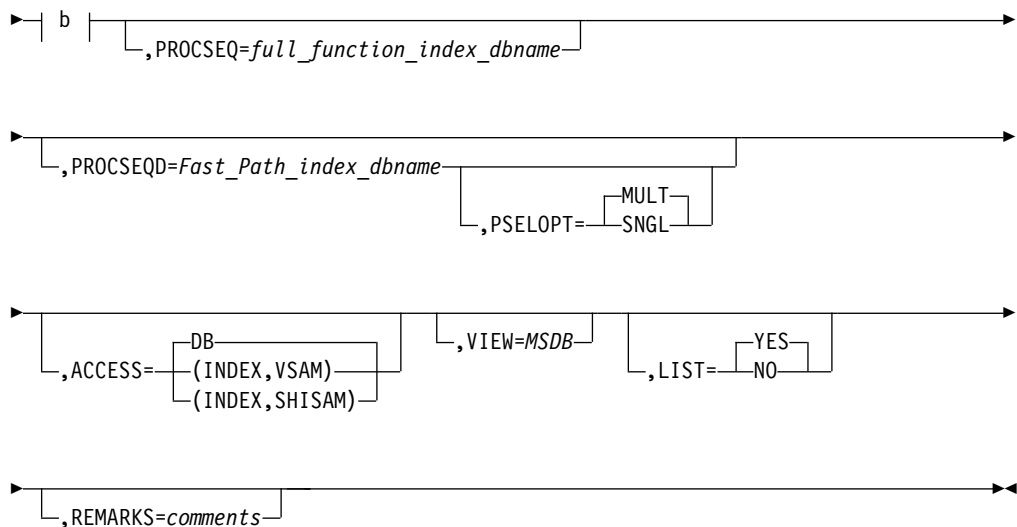 b
,PROCSEQ=full_function_index_dbname
,PROCSEQD=Fast_Path_index_dbname
MULT
,PSELOPT= SNGL
DB
,ACCESS= (INDEX,VSAM)
(INDEX,SHISAM)
,VIEW=MSDB
YES
,LIST= NO
,REMARKS=comments